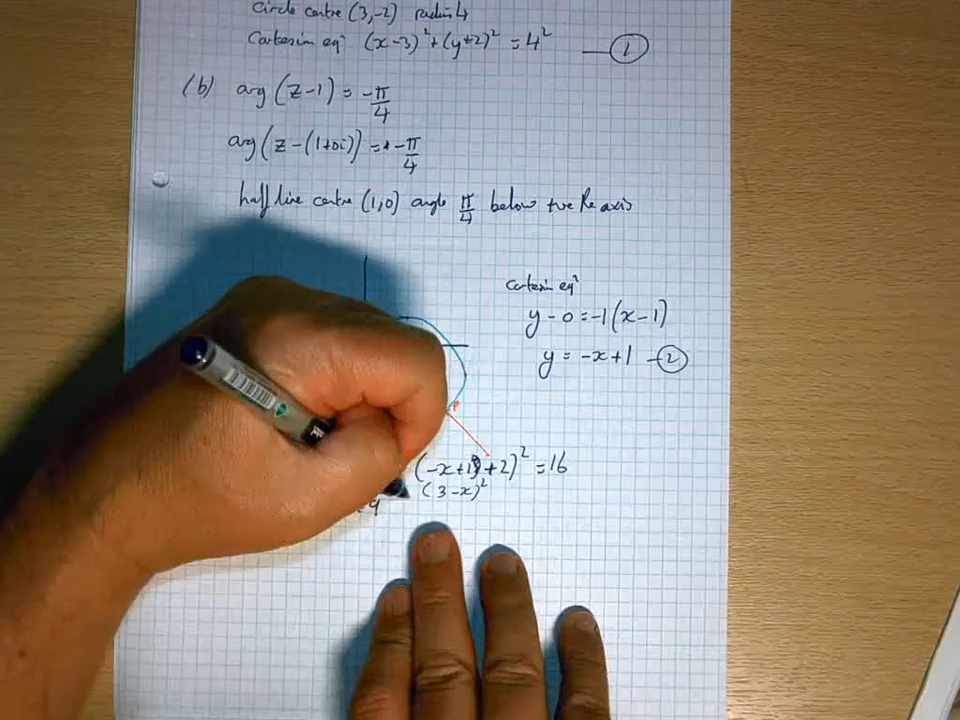 circle centre (3,-2) radius 4
Cartesian eqⁿ (x-3)²+(y+2)² = 4² — ①
(b) arg(z-1) = -π/4
arg(z-(1+0i)) = -π/4
half line centre (1,0) angle π/4 below +ve Re axis
cartesian eqⁿ
y-0 = -1(x-1)
y = -x+1 — ②
P
(-x+1+2)² = 16
(3-x)²